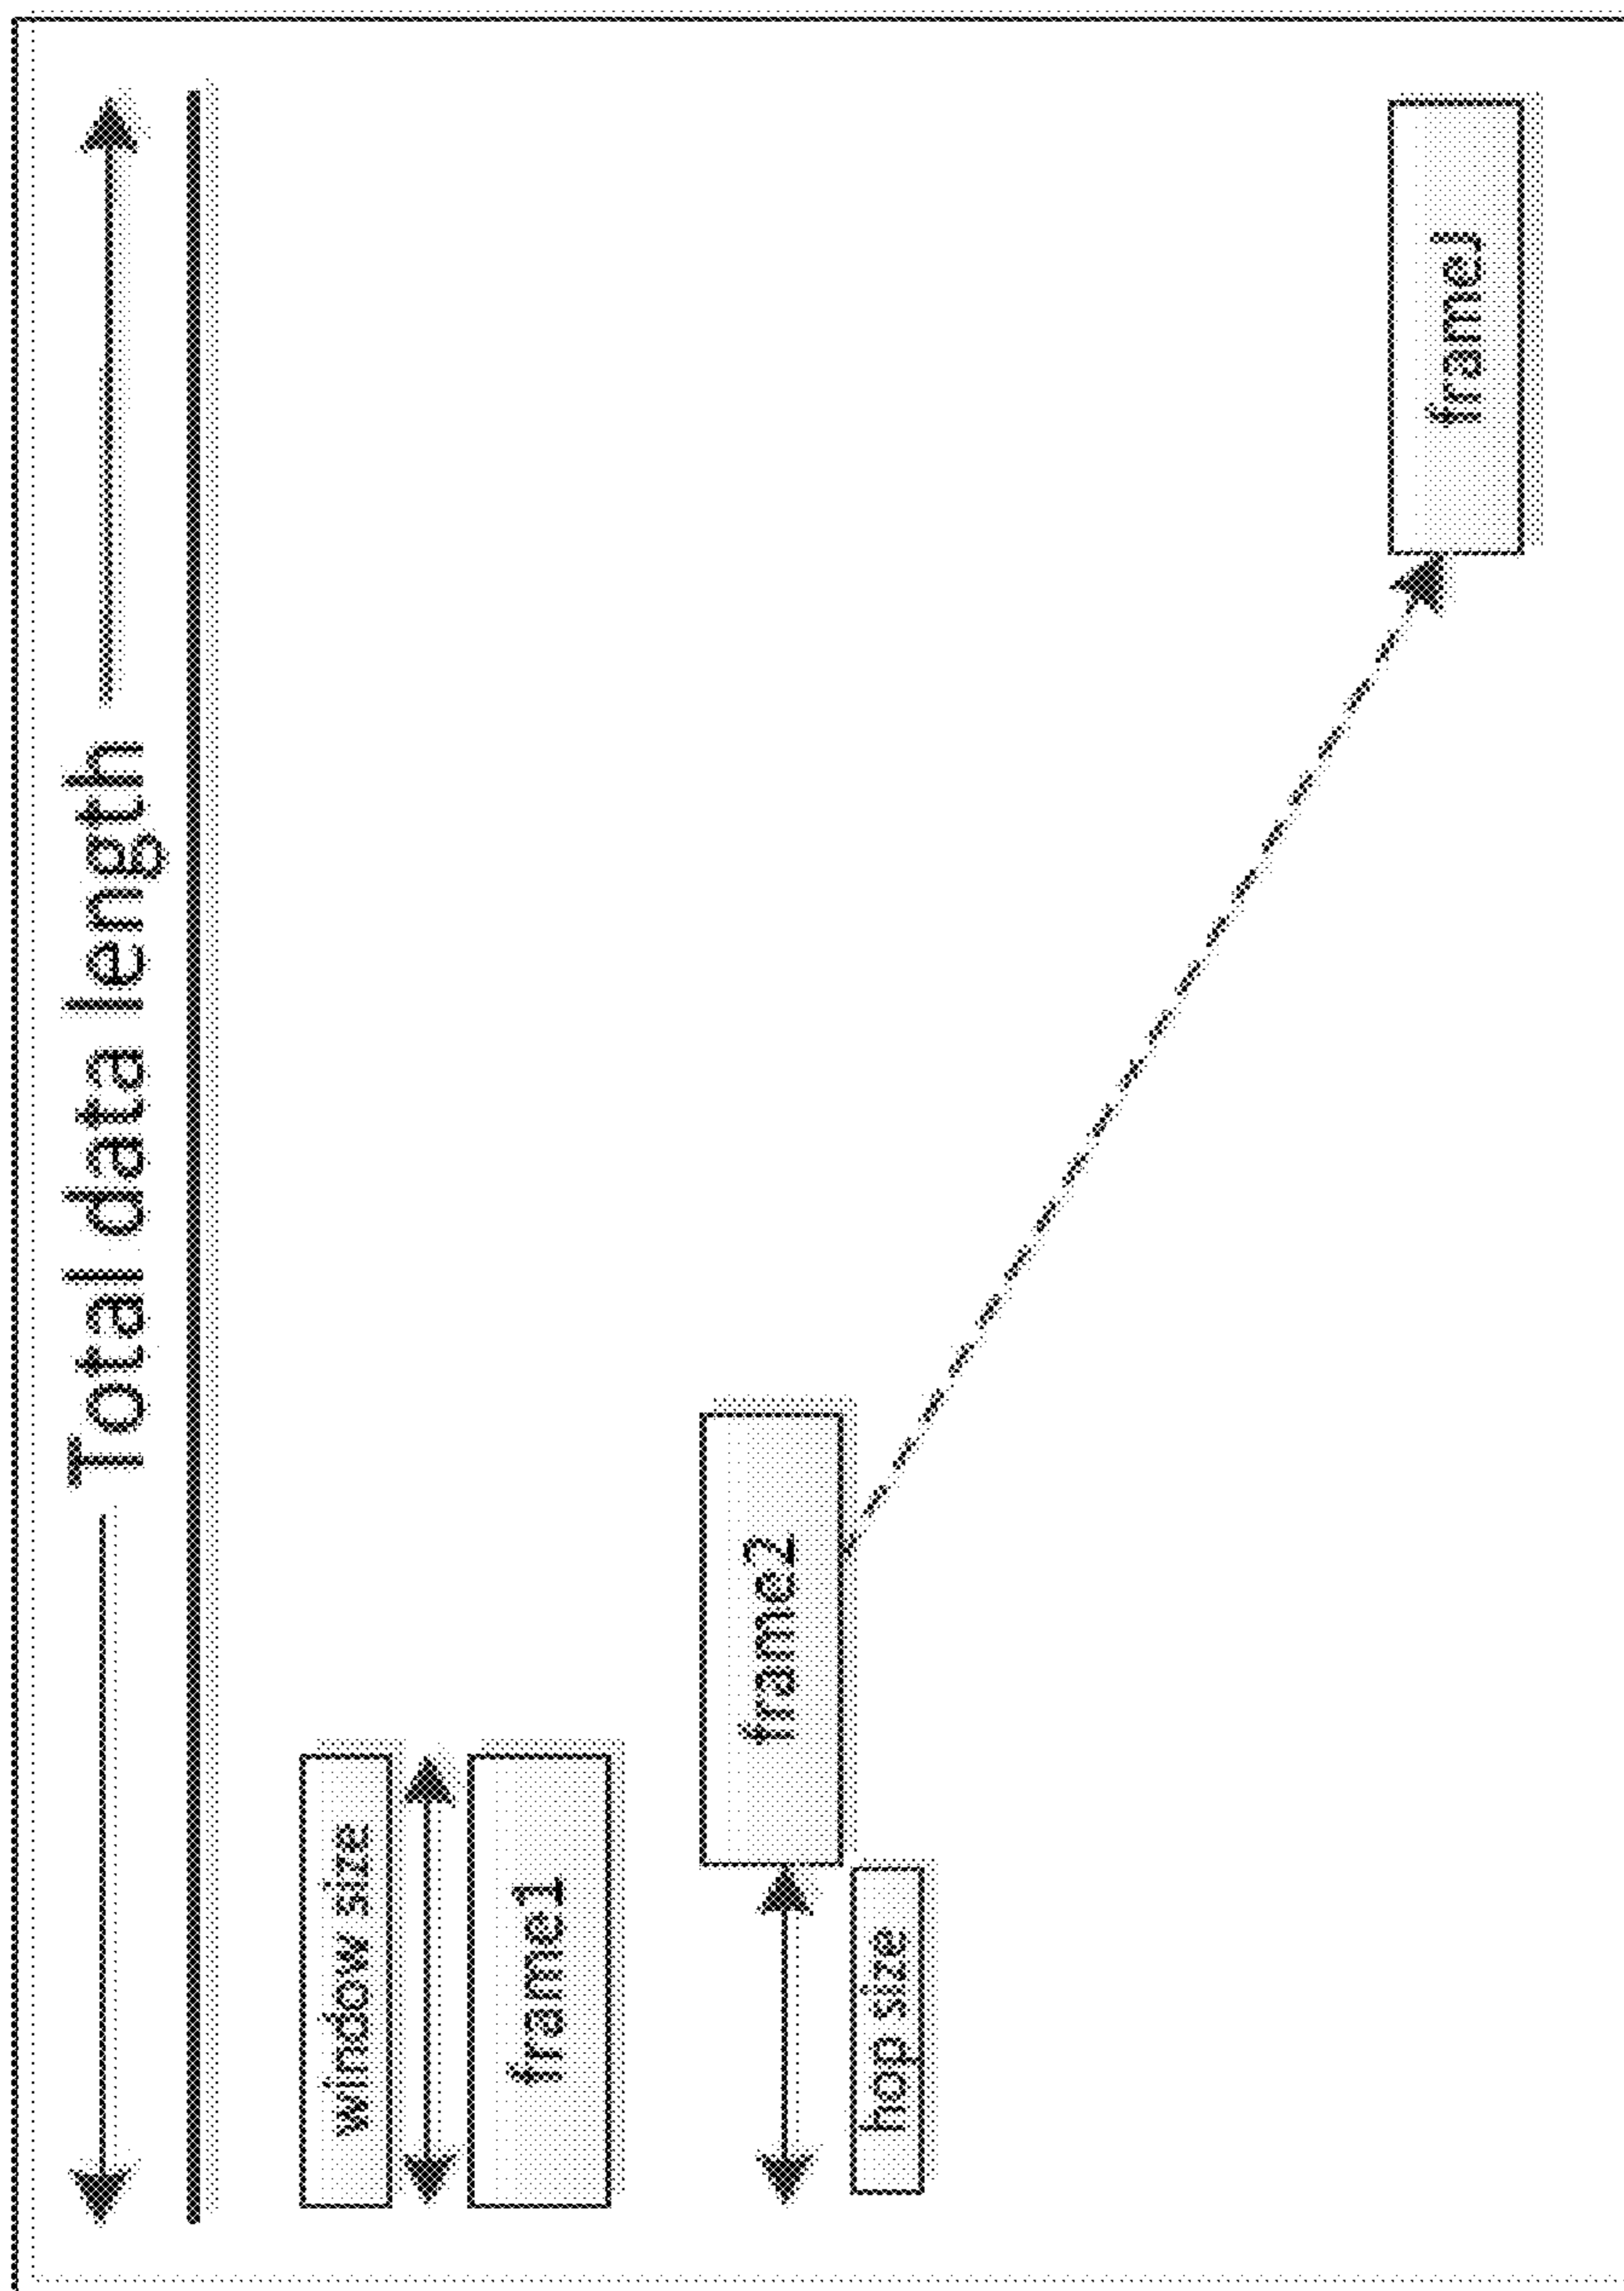 Total data length
window size
frame1
frame2
hop size
frameJ